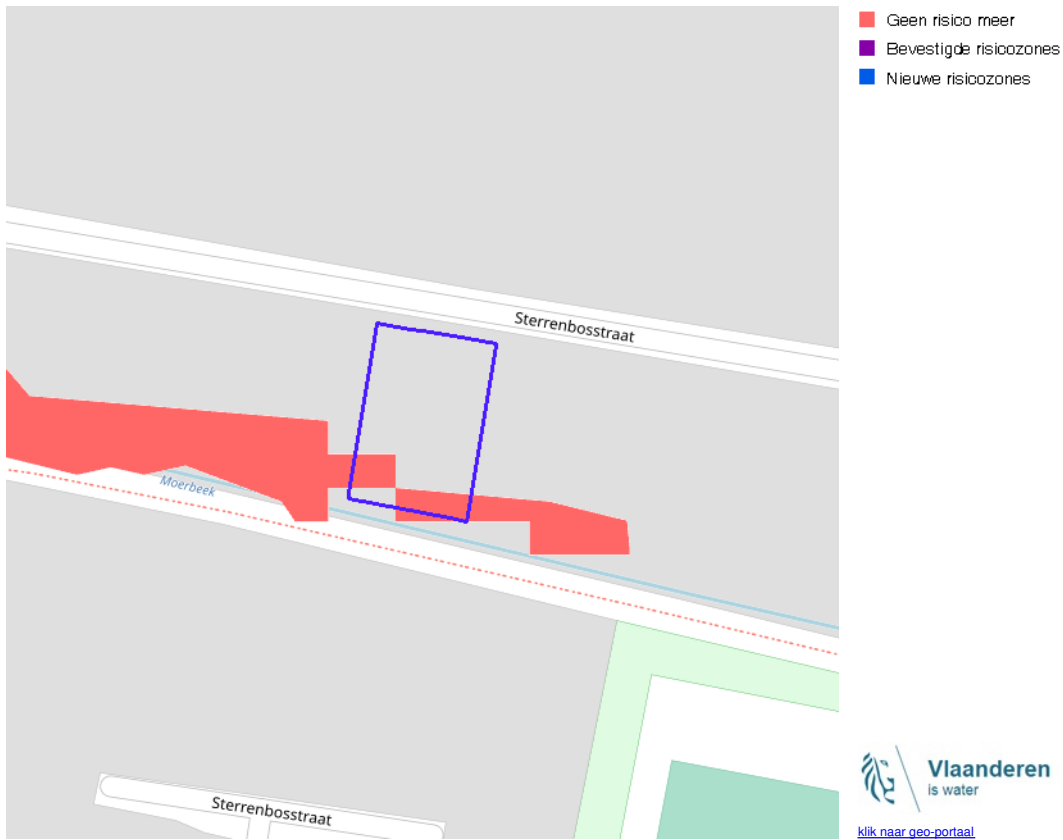 Geen risico meer
Bevestigde risicozones
Nieuwe risicozones
Sterrenbosstraat
Moerbeek
Sterrenbosstraat
Vlaanderen
is water
klik naar geo-portaal